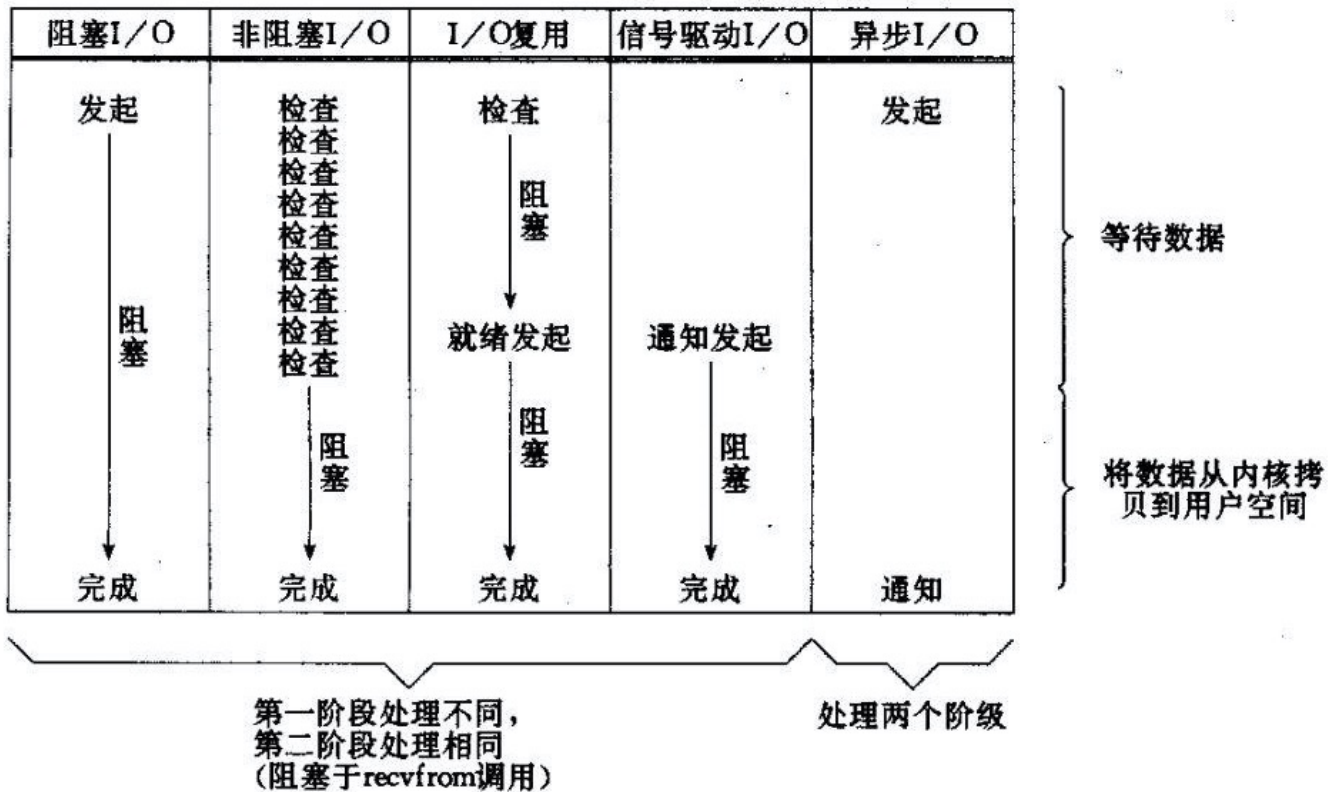 阻塞I/O 非阻塞I/O I/O复用 信号驱动I/O 异步I/O
发起 检查 检查 发起
检查
检查
检查
检查
检查
检查
检查 就绪发起 通知发起
检查
阻塞
阻塞
阻塞
阻塞
阻塞
完成 完成 完成 完成 通知
等待数据
将数据从内核拷
贝到用户空间
第一阶段处理不同，
第二阶段处理相同
(阻塞于recvfrom调用)
处理两个阶级